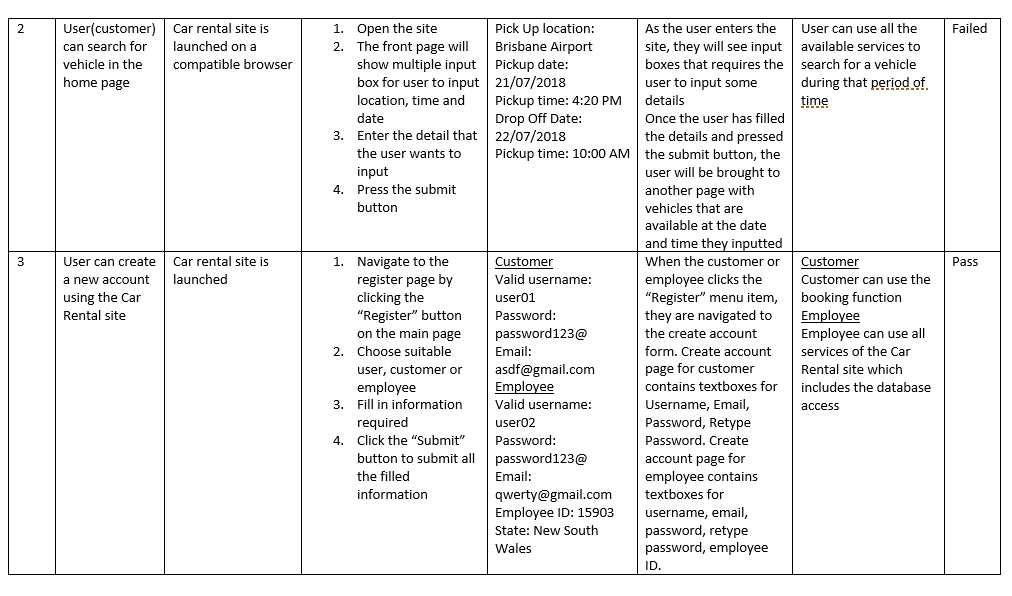 2
User(customer)
can search for
vehicle in the
home page
Car rental site is
launched on a
compatible browser
1. Open the site
2. The front page will
show multiple input
box for user to input
location, time and
date
3. Enter the detail that
the user wants to
input
4. Press the submit
button
Pick Up location:
Brisbane Airport
Pickup date:
21/07/2018
Pickup time: 4:20 PM
Drop Off Date:
22/07/2018
Pickup time: 10:00 AM
As the user enters the
site, they will see input
boxes that requires the
user to input some
details
Once the user has filled
the details and pressed
the submit button, the
user will be brought to
another page with
vehicles that are
available at the date
and time they inputted
User can use all the
available services to
search for a vehicle
during that period of
time
Failed
3
User can create
a new account
using the Car
Rental site
Car rental site is
launched
1. Navigate to the
register page by
clicking the
“Register” button
on the main page
2. Choose suitable
user, customer or
employee
3. Fill in information
required
4. Click the “Submit”
button to submit all
the filled
information
Customer
Valid username:
user01
Password:
password123@
Email:
asdf@gmail.com
Employee
Valid username:
user02
Password:
password123@
Email:
qwerty@gmail.com
Employee ID: 15903
State: New South
Wales
When the customer or
employee clicks the
“Register” menu item,
they are navigated to
the create account
form. Create account
page for customer
contains textboxes for
Username, Email,
Password, Retype
Password. Create
account page for
employee contains
textboxes for
username, email,
password, retype
password, employee
ID.
Customer
Customer can use the
booking function
Employee
Employee can use all
services of the Car
Rental site which
includes the database
access
Pass